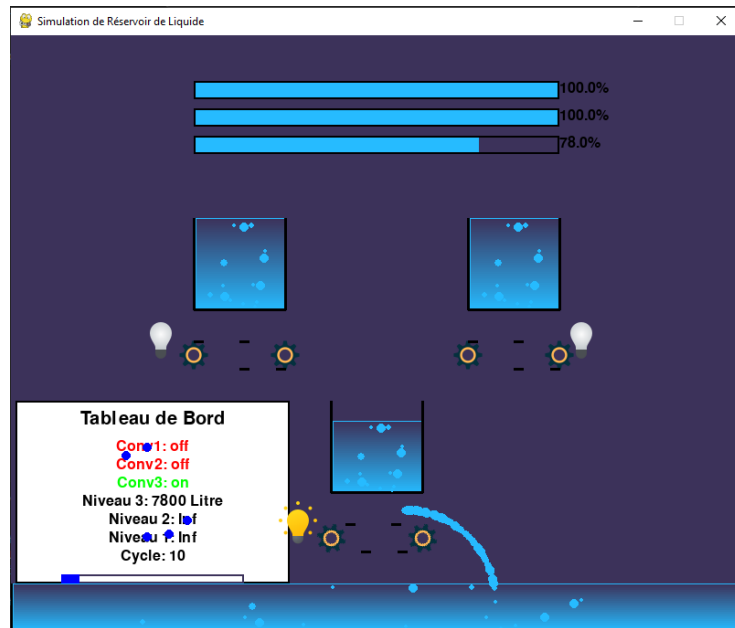 Simulation de Réservoir de Liquide
100.0%
100.0%
78.0%
Tableau de Bord
Conv1: off
Conv2: off
Conv3: on
Niveau 3: 7800 Litre
Niveau 2: Inf
Niveau 1: Inf
Cycle: 10